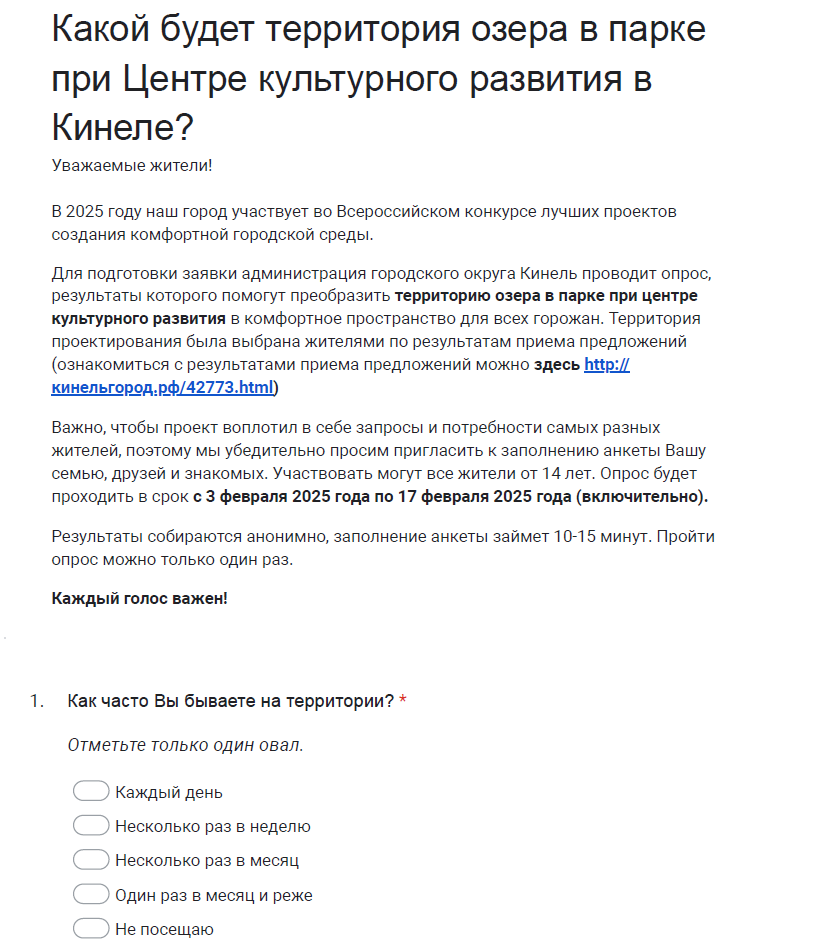 Какой будет территория озера в парке
при Центре культурного развития в
Кинеле?
Уважаемые жители!
В 2025 году наш город участвует во Всероссийском конкурсе лучших проектов
создания комфортной городской среды.
Для подготовки заявки администрация городского округа Кинель проводит опрос,
результаты которого помогут преобразить территорию озера в парке при центре
культурного развития в комфортное пространство для всех горожан. Территория
проектирования была выбрана жителями по результатам приема предложений
(ознакомиться с результатами приема предложений можно здесь http://
кинельгород.рф/42773.html)
Важно, чтобы проект воплотил в себе запросы и потребности самых разных
жителей, поэтому мы убедительно просим пригласить к заполнению анкеты Вашу
семью, друзей и знакомых. Участвовать могут все жители от 14 лет. Опрос будет
проходить в срок с 3 февраля 2025 года по 17 февраля 2025 года (включительно).
Результаты собираются анонимно, заполнение анкеты займет 10-15 минут. Пройти
опрос можно только один раз.
Каждый голос важен!
1. Как часто Вы бываете на территории? *
Отметьте только один овал.
Каждый день
Несколько раз в неделю
Несколько раз в месяц
Один раз в месяц и реже
Не посещаю